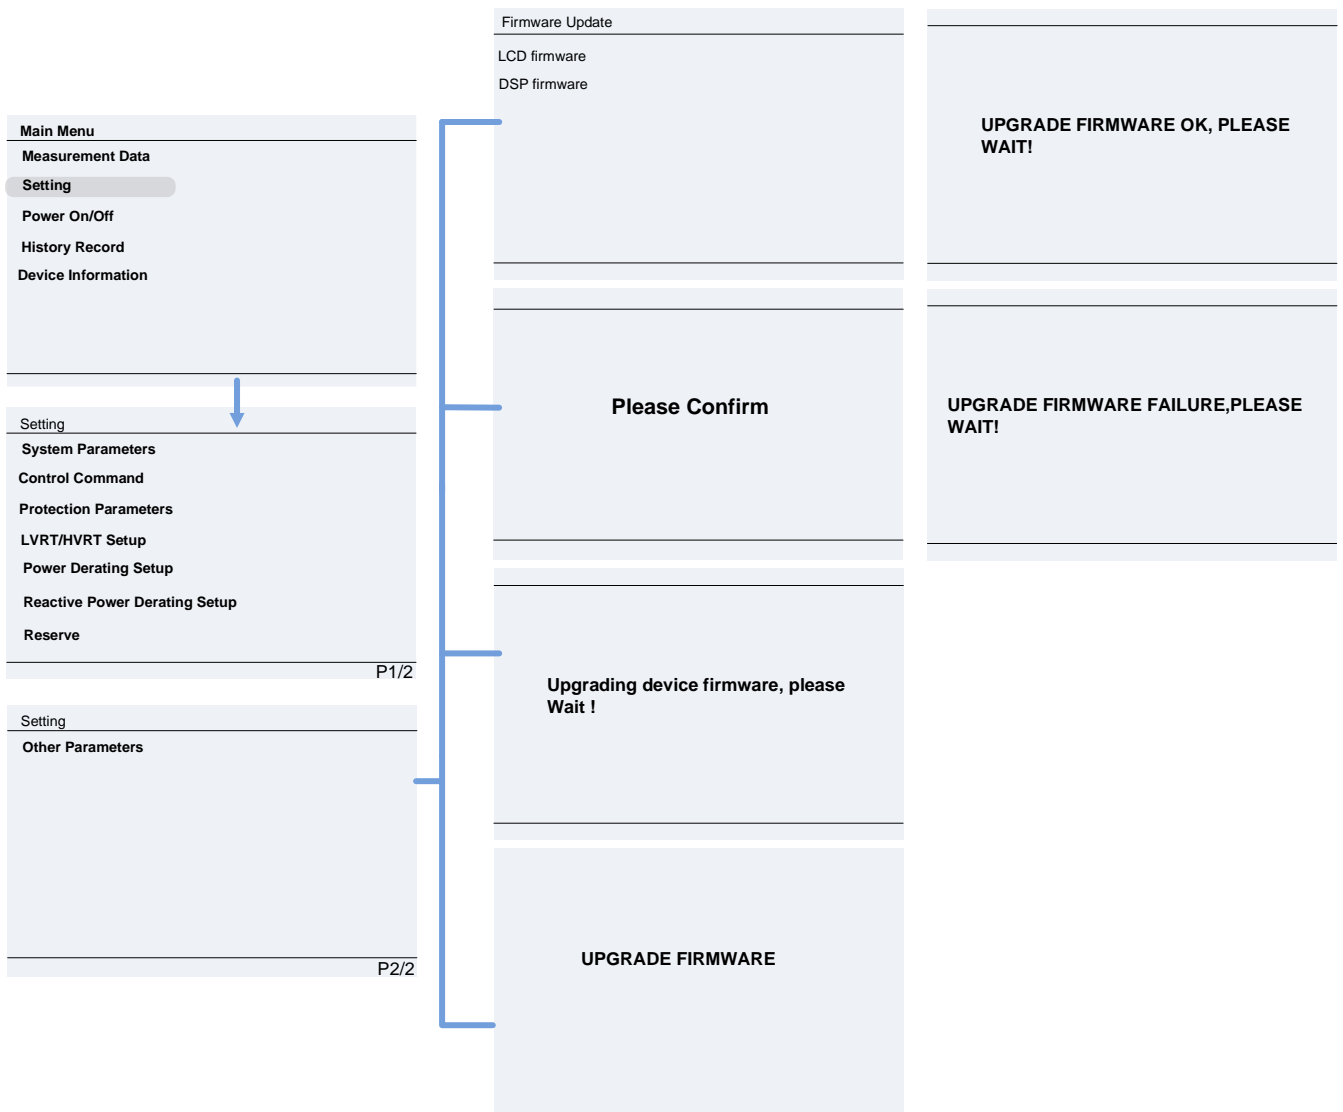 Main Menu
Measurement Data
Setting
Power On/Off
History Record
Device Information
Setting
System Parameters
Control Command
Protection Parameters
LVRT/HVRT Setup
Power Derating Setup
Reactive Power Derating Setup
Reserve
P1/2
Setting
Other Parameters
P2/2
Firmware Update
LCD firmware
DSP firmware
Please Confirm
Upgrading device firmware, please
Wait !
UPGRADE FIRMWARE
UPGRADE FIRMWARE OK, PLEASE
WAIT!
UPGRADE FIRMWARE FAILURE,PLEASE
WAIT!